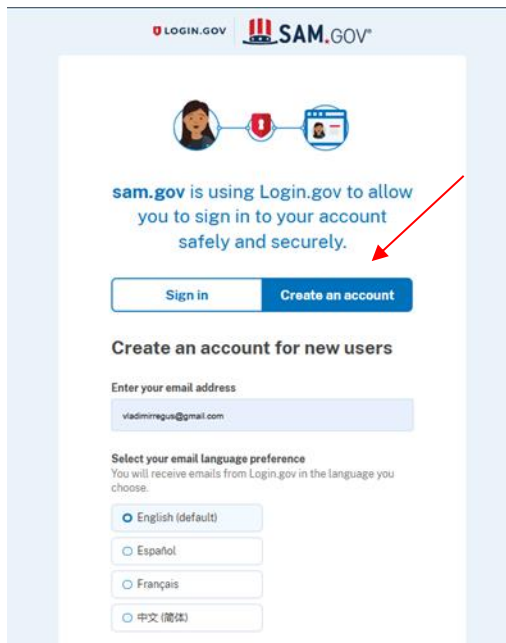 LOGIN.GOV SAM.GOV®
sam.gov is using Login.gov to allow
you to sign in to your account
safely and securely.
Sign in Create an account
Create an account for new users
Enter your email address
vladimirregus@gmail.com
Select your email language preference
You will receive emails from Login.gov in the language you
choose.
English (default)
Español
Français
中文 (简体)